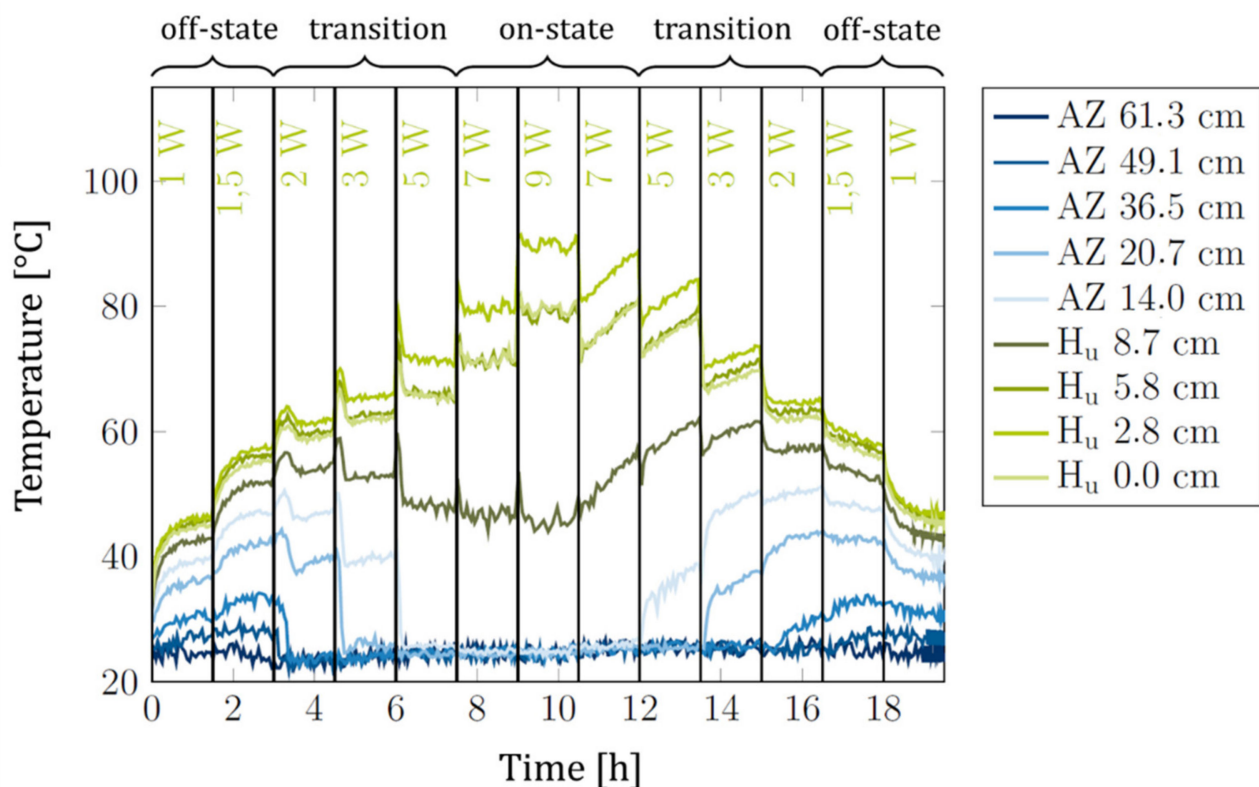 off-state transition on-state transition off-state
1 W
1,5 W
2 W
3 W
5 W
7 W
9 W
7 W
5 W
3 W
2 W
1,5 W
1 W
Temperature [°C]
100
80
60
40
20
0 2 4 6 8 10 12 14 16 18
Time [h]
AZ 61.3 cm
AZ 49.1 cm
AZ 36.5 cm
AZ 20.7 cm
AZ 14.0 cm
Hu 8.7 cm
Hu 5.8 cm
Hu 2.8 cm
Hu 0.0 cm